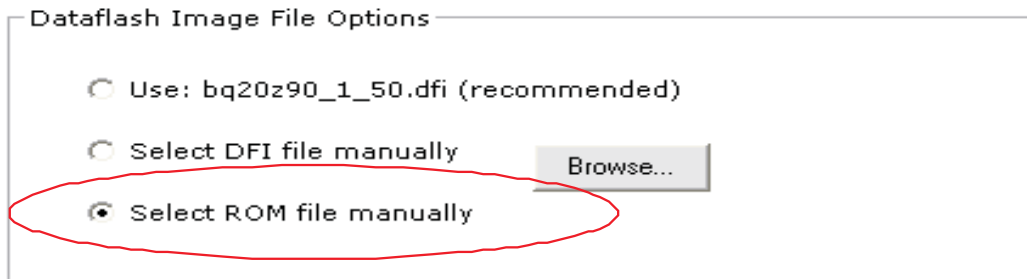 Dataflash Image File Options
Use: bq20z90_1_50.dfi (recommended)
Select DFI file manually
Browse...
Select ROM file manually